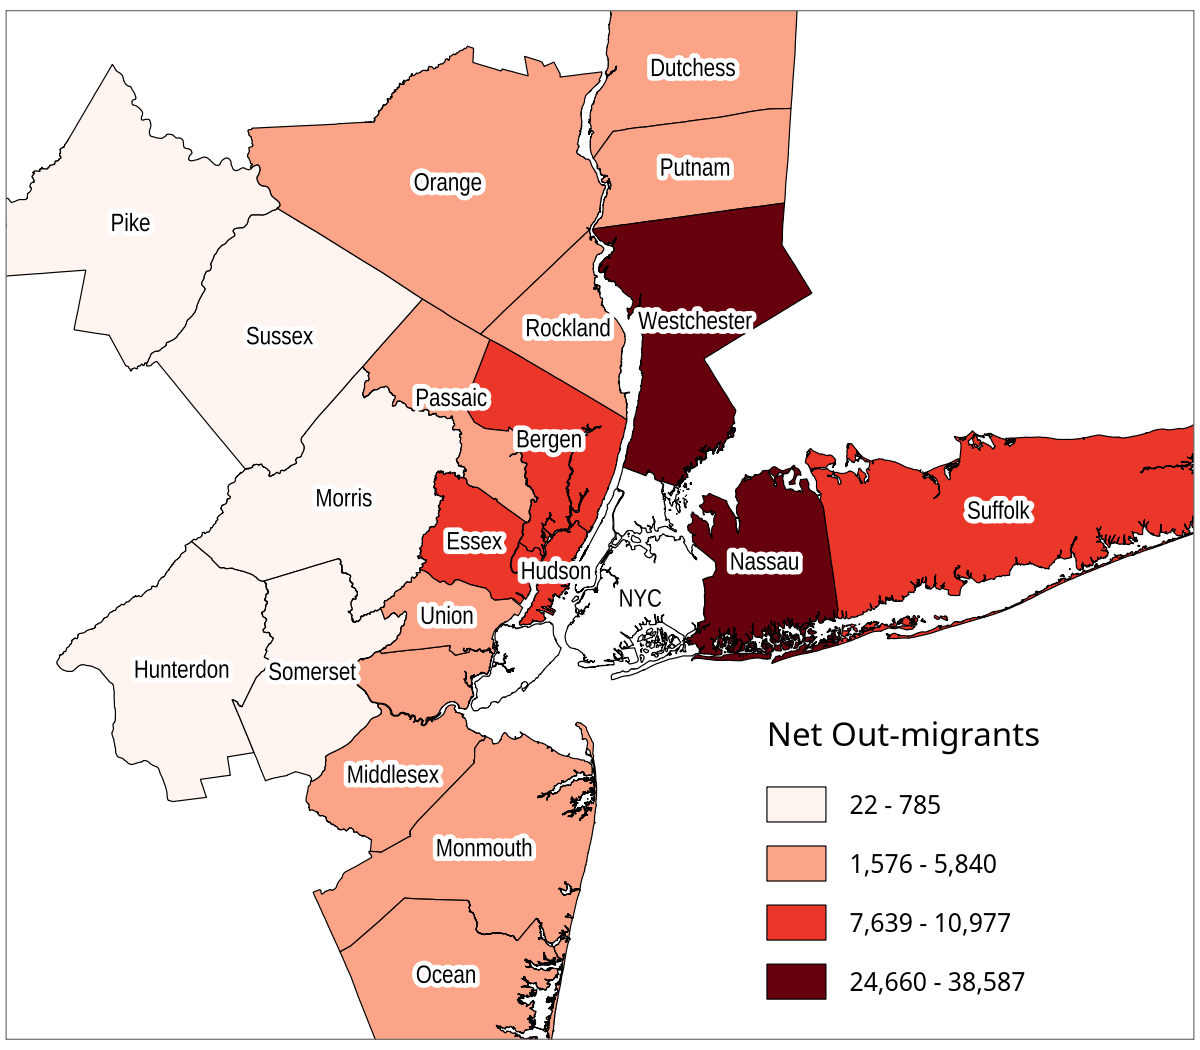 Dutchess
Putnam
Orange
Pike
Rockland
Westchester
Sussex
Passaic
Bergen
Morris
Suffolk
Essex
Nassau
Hudson
NYC
Union
Hunterdon
Somerset
Middlesex
Monmouth
Ocean
Net Out-migrants
22 - 785
1,576 - 5,840
7,639 - 10,977
24,660 - 38,587